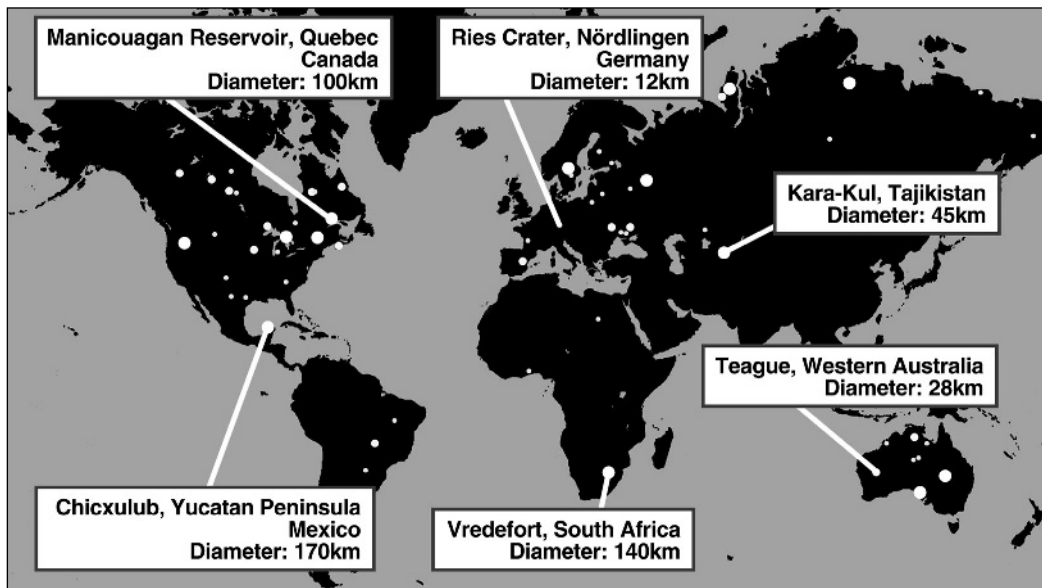 Manicouagan Reservoir, Quebec
Canada
Diameter: 100km
Ries Crater, Nördlingen
Germany
Diameter: 12km
Kara-Kul, Tajikistan
Diameter: 45km
Teague, Western Australia
Diameter: 28km
Chicxulub, Yucatan Peninsula
Mexico
Diameter: 170km
Vredefort, South Africa
Diameter: 140km